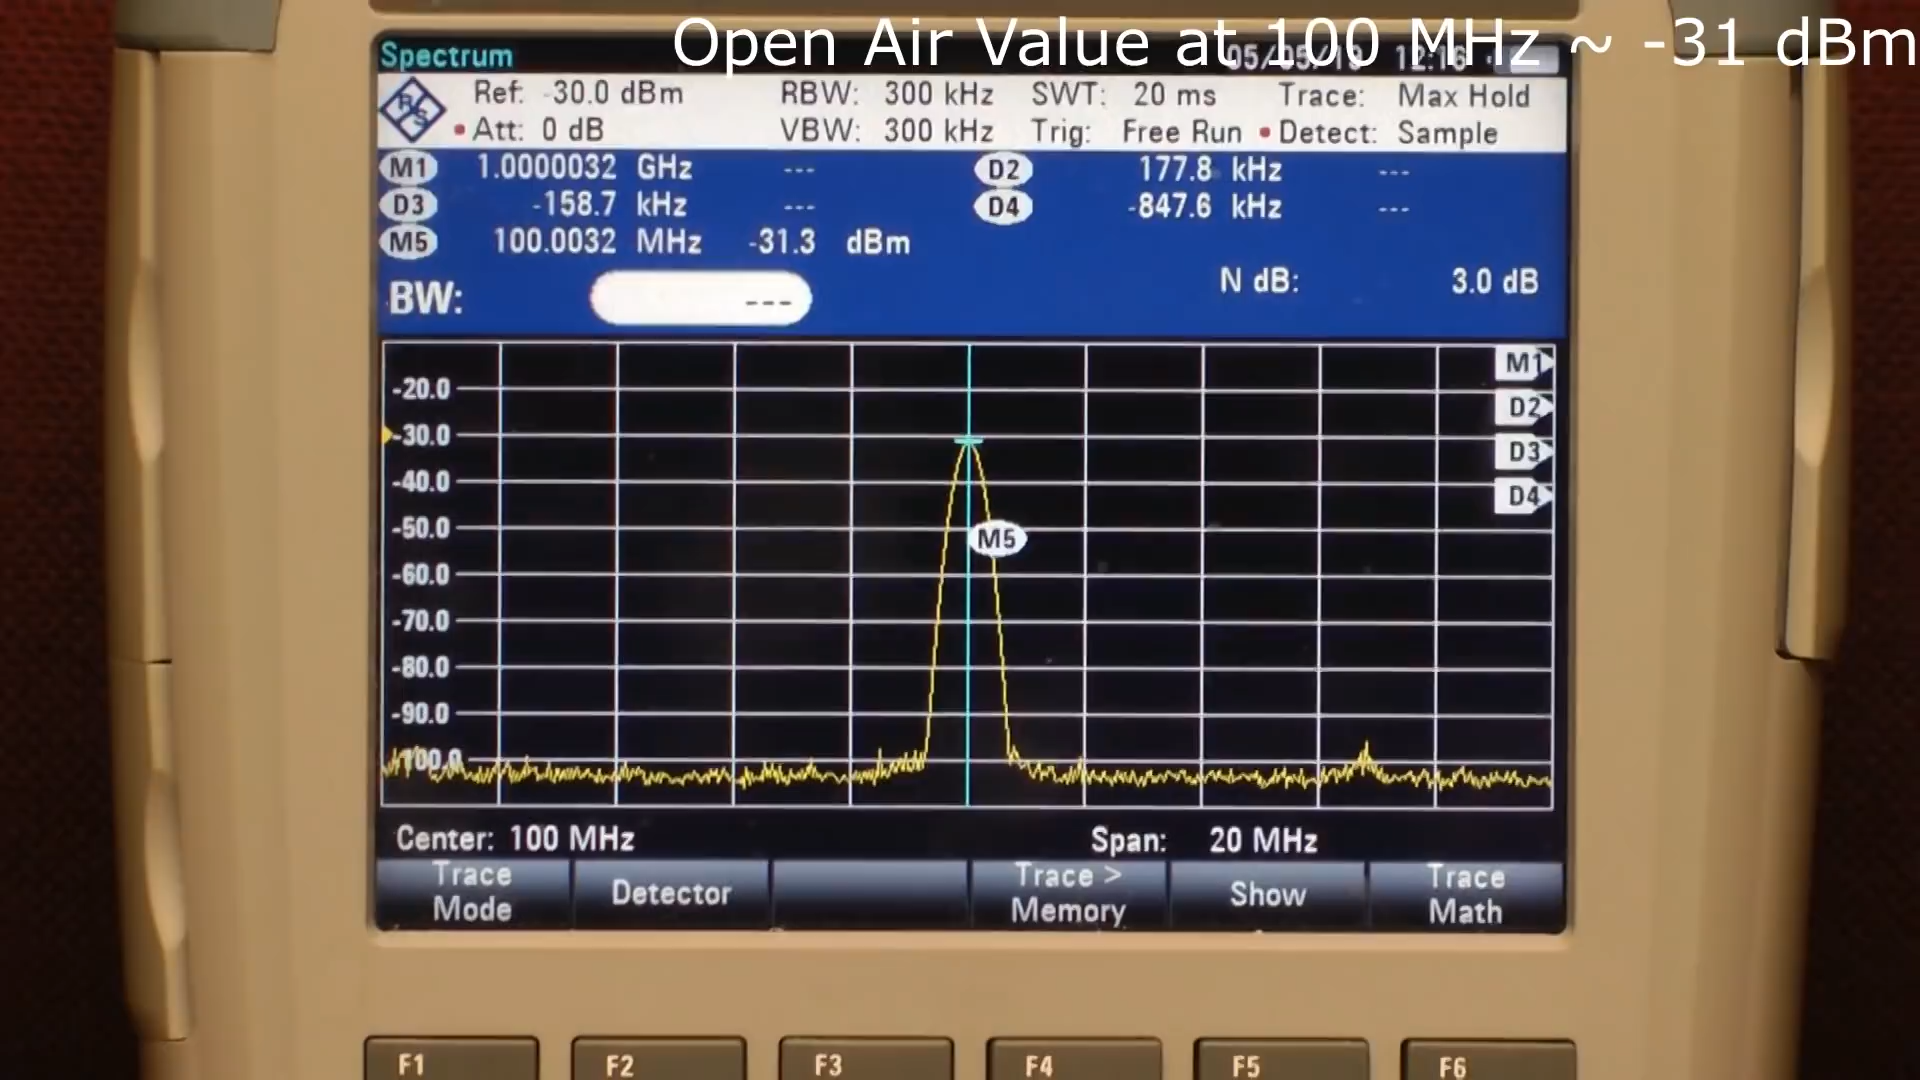 Open Air Value at 100 MHz ~ -31 dBm
Spectrum 12:16
Ref: -30.0 dBm RBW: 300 kHz SWT: 20 ms Trace: Max Hold
Att: 0 dB VBW: 300 kHz Trig: Free Run Detect: Sample
R&S
M1 1.0000032 GHz --- D2 177.8 kHz ---
D3 -158.7 kHz --- D4 -847.6 kHz ---
M5 100.0032 MHz -31.3 dBm
BW: --- N dB: 3.0 dB
M1
-20.0
D2
-30.0
D3
-40.0
D4
-50.0
M5
-60.0
-70.0
-80.0
-90.0
-100.0
Center: 100 MHz Span: 20 MHz
Trace Mode Detector Trace > Memory Show Trace Math
F1 F2 F3 F4 F5 F6